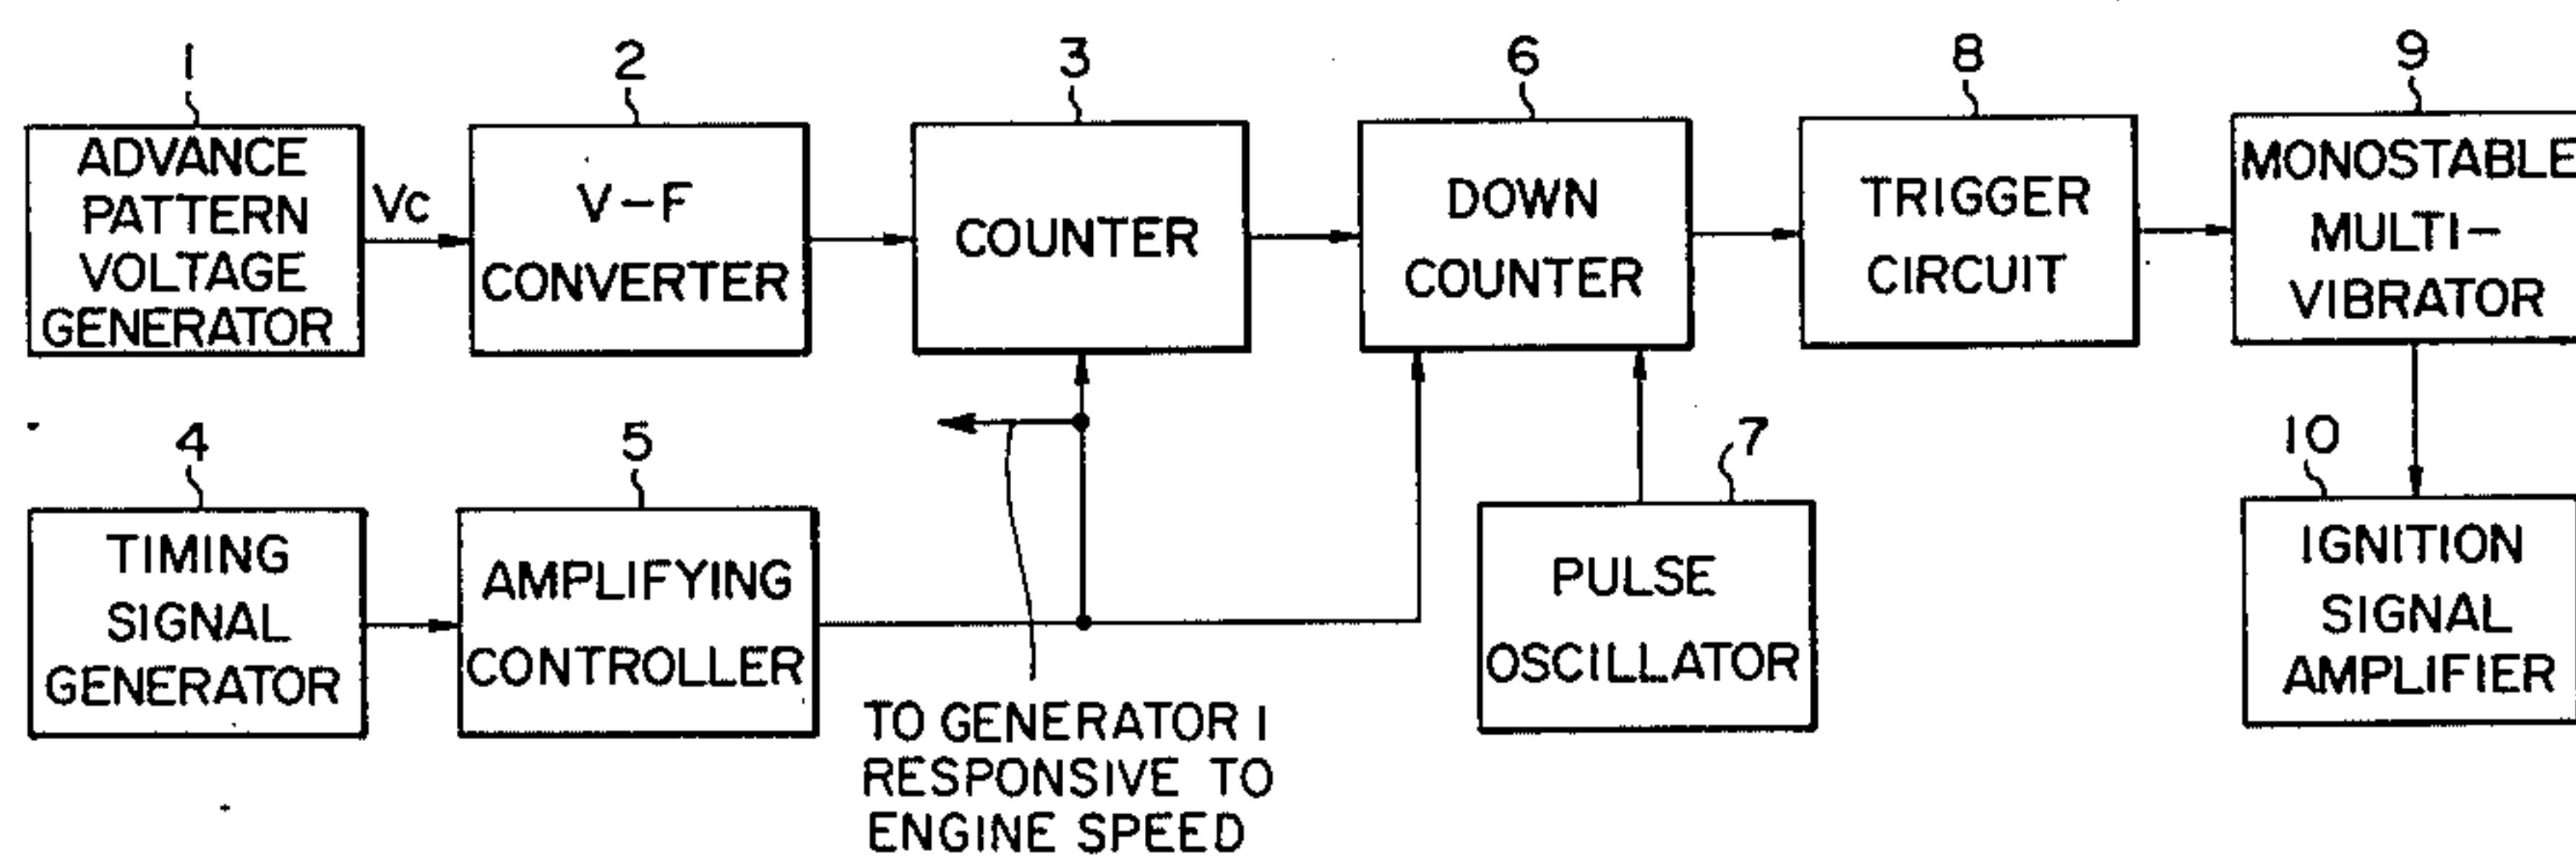 1
ADVANCE
PATTERN
VOLTAGE
GENERATOR
Vc
2
V-F
CONVERTER
3
COUNTER
6
DOWN
COUNTER
8
TRIGGER
CIRCUIT
9
MONOSTABLE
MULTI-
VIBRATOR
4
TIMING
SIGNAL
GENERATOR
5
AMPLIFYING
CONTROLLER
TO GENERATOR 1
RESPONSIVE TO
ENGINE SPEED
7
PULSE
OSCILLATOR
10
IGNITION
SIGNAL
AMPLIFIER